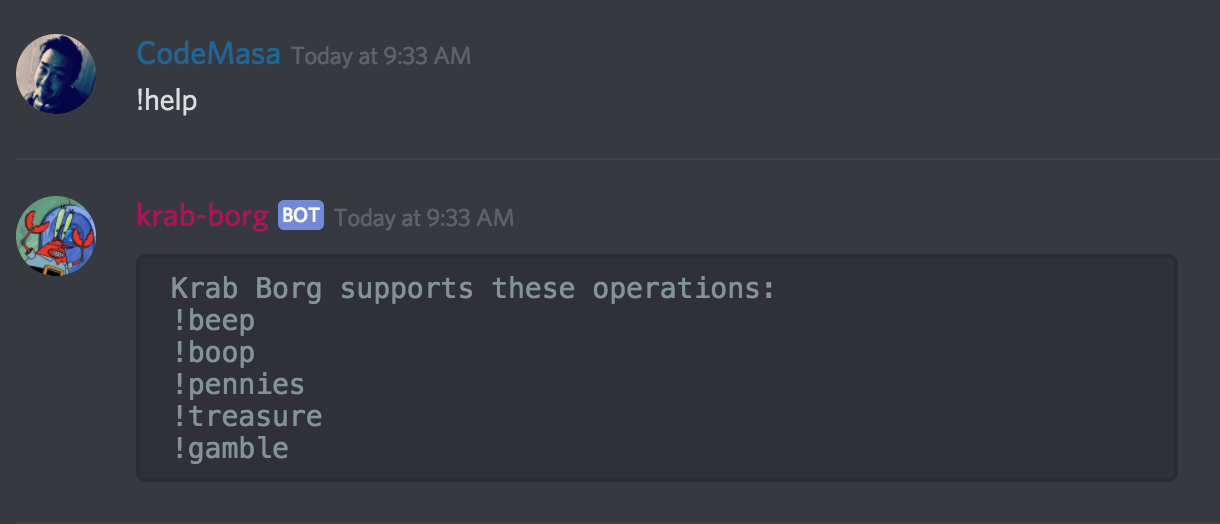 CodeMasa Today at 9:33 AM
!help
krab-borg BOT Today at 9:33 AM
Krab Borg supports these operations:
!beep
!boop
!pennies
!treasure
!gamble